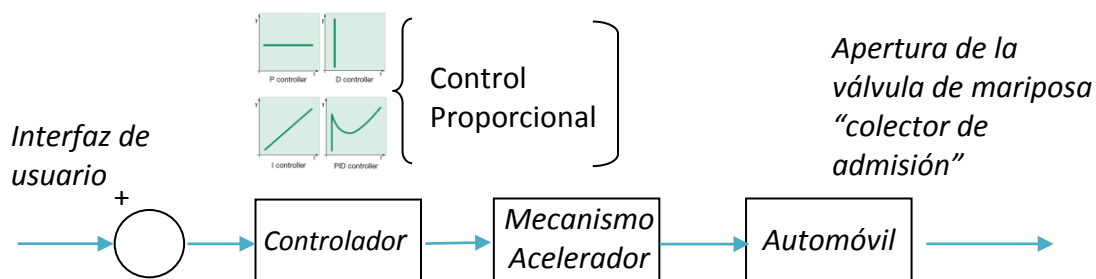 y
t
P controller
y
t
D controller
y
t
I controller
y
t
PID controller
Control
Proporcional
Apertura de la
válvula de mariposa
“colector de
admisión”
Interfaz de
usuario
+
Controlador
Mecanismo
Acelerador
Automóvil